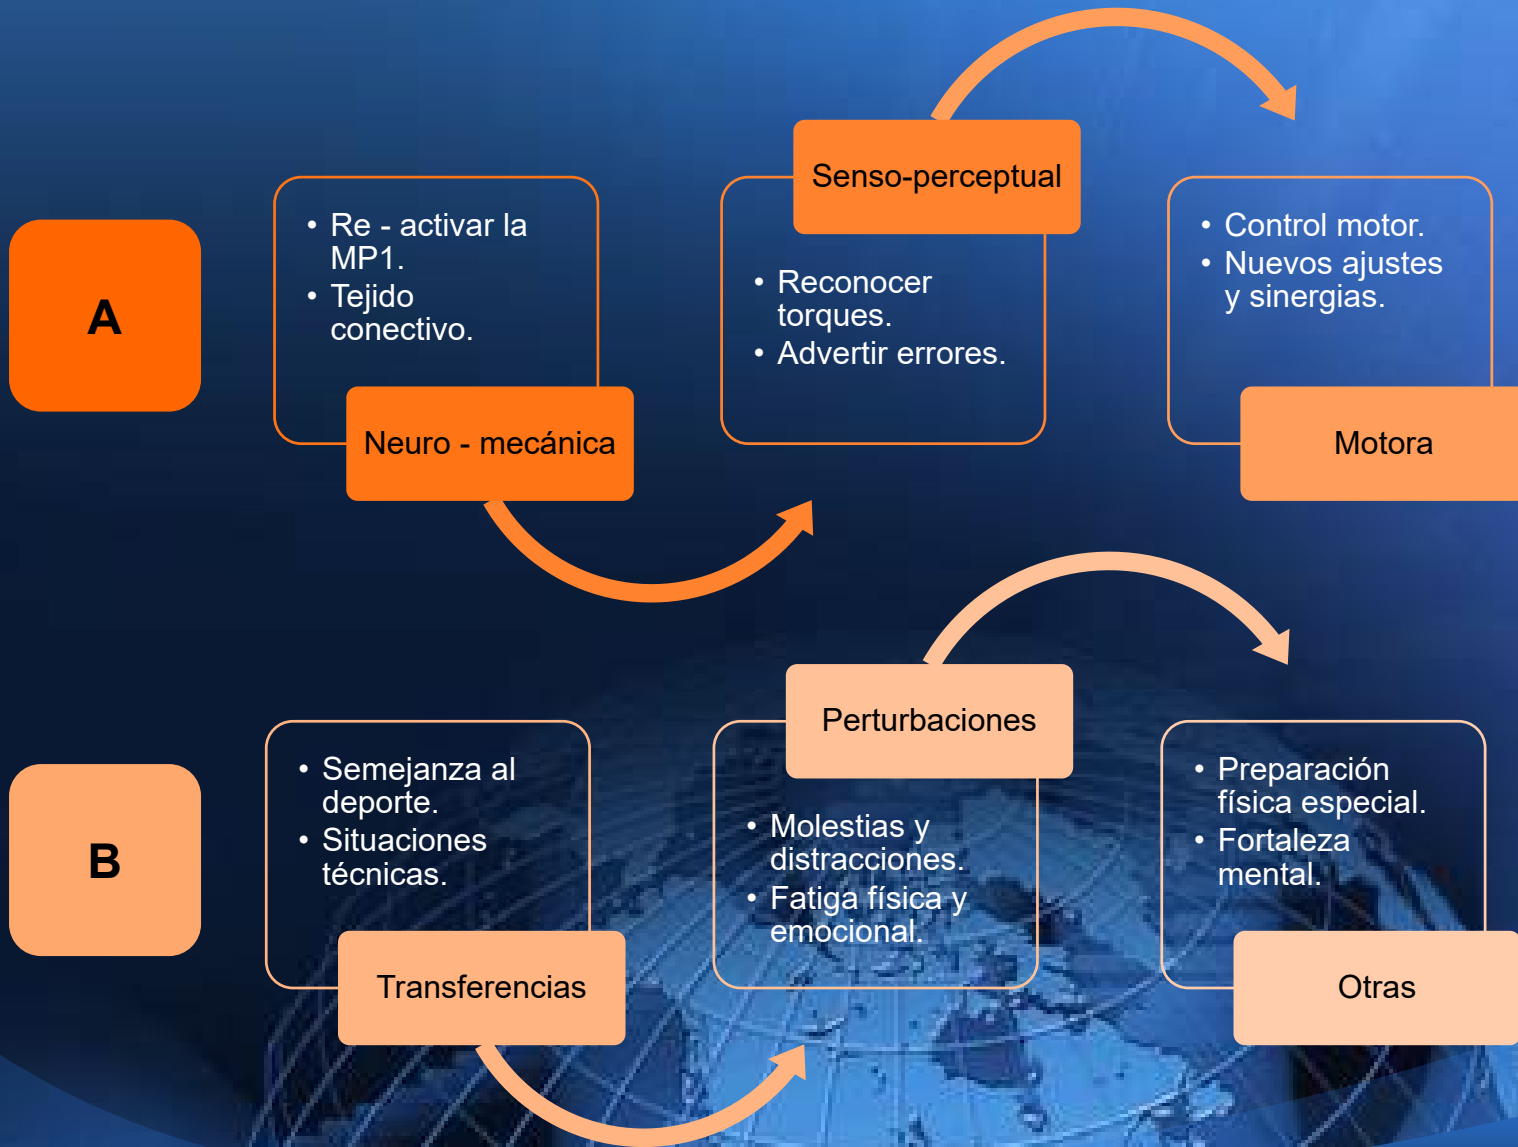 A
• Re - activar la
MP1.
• Tejido
conectivo.
Neuro - mecánica
Senso-perceptual
• Reconocer
torques.
• Advertir errores.
• Control motor.
• Nuevos ajustes
y sinergias.
Motora
B
• Semejanza al
deporte.
• Situaciones
técnicas.
Transferencias
Perturbaciones
• Molestias y
distracciones.
• Fatiga física y
emocional.
• Preparación
física especial.
• Fortaleza
mental.
Otras